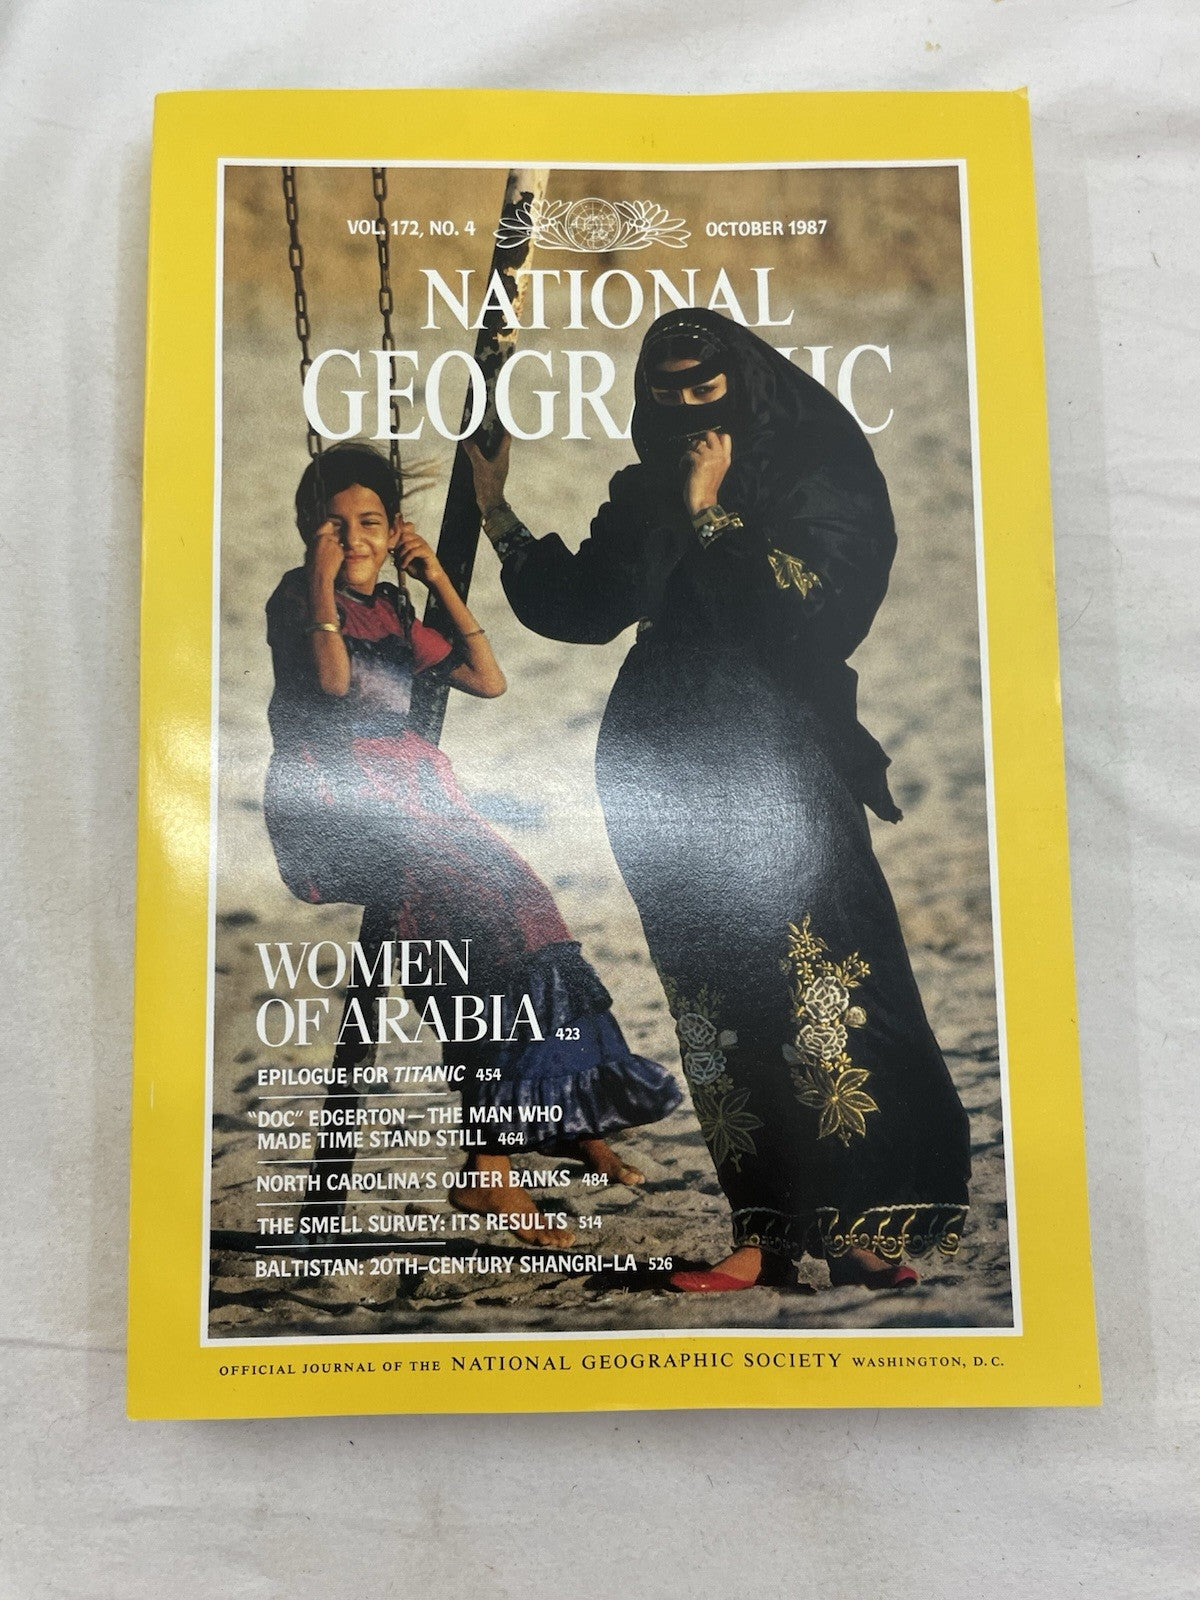 VOL. 172, NO. 4
OCTOBER 1987
NATIONAL
GEOGRAPHIC
WOMEN
OF ARABIA 423
EPILOGUE FOR TITANIC 454
"DOC" EDGERTON—THE MAN WHO
MADE TIME STAND STILL 464
NORTH CAROLINA'S OUTER BANKS 484
THE SMELL SURVEY: ITS RESULTS 514
BALTISTAN: 20TH-CENTURY SHANGRI-LA 526
OFFICIAL JOURNAL OF THE NATIONAL GEOGRAPHIC SOCIETY WASHINGTON, D.C.